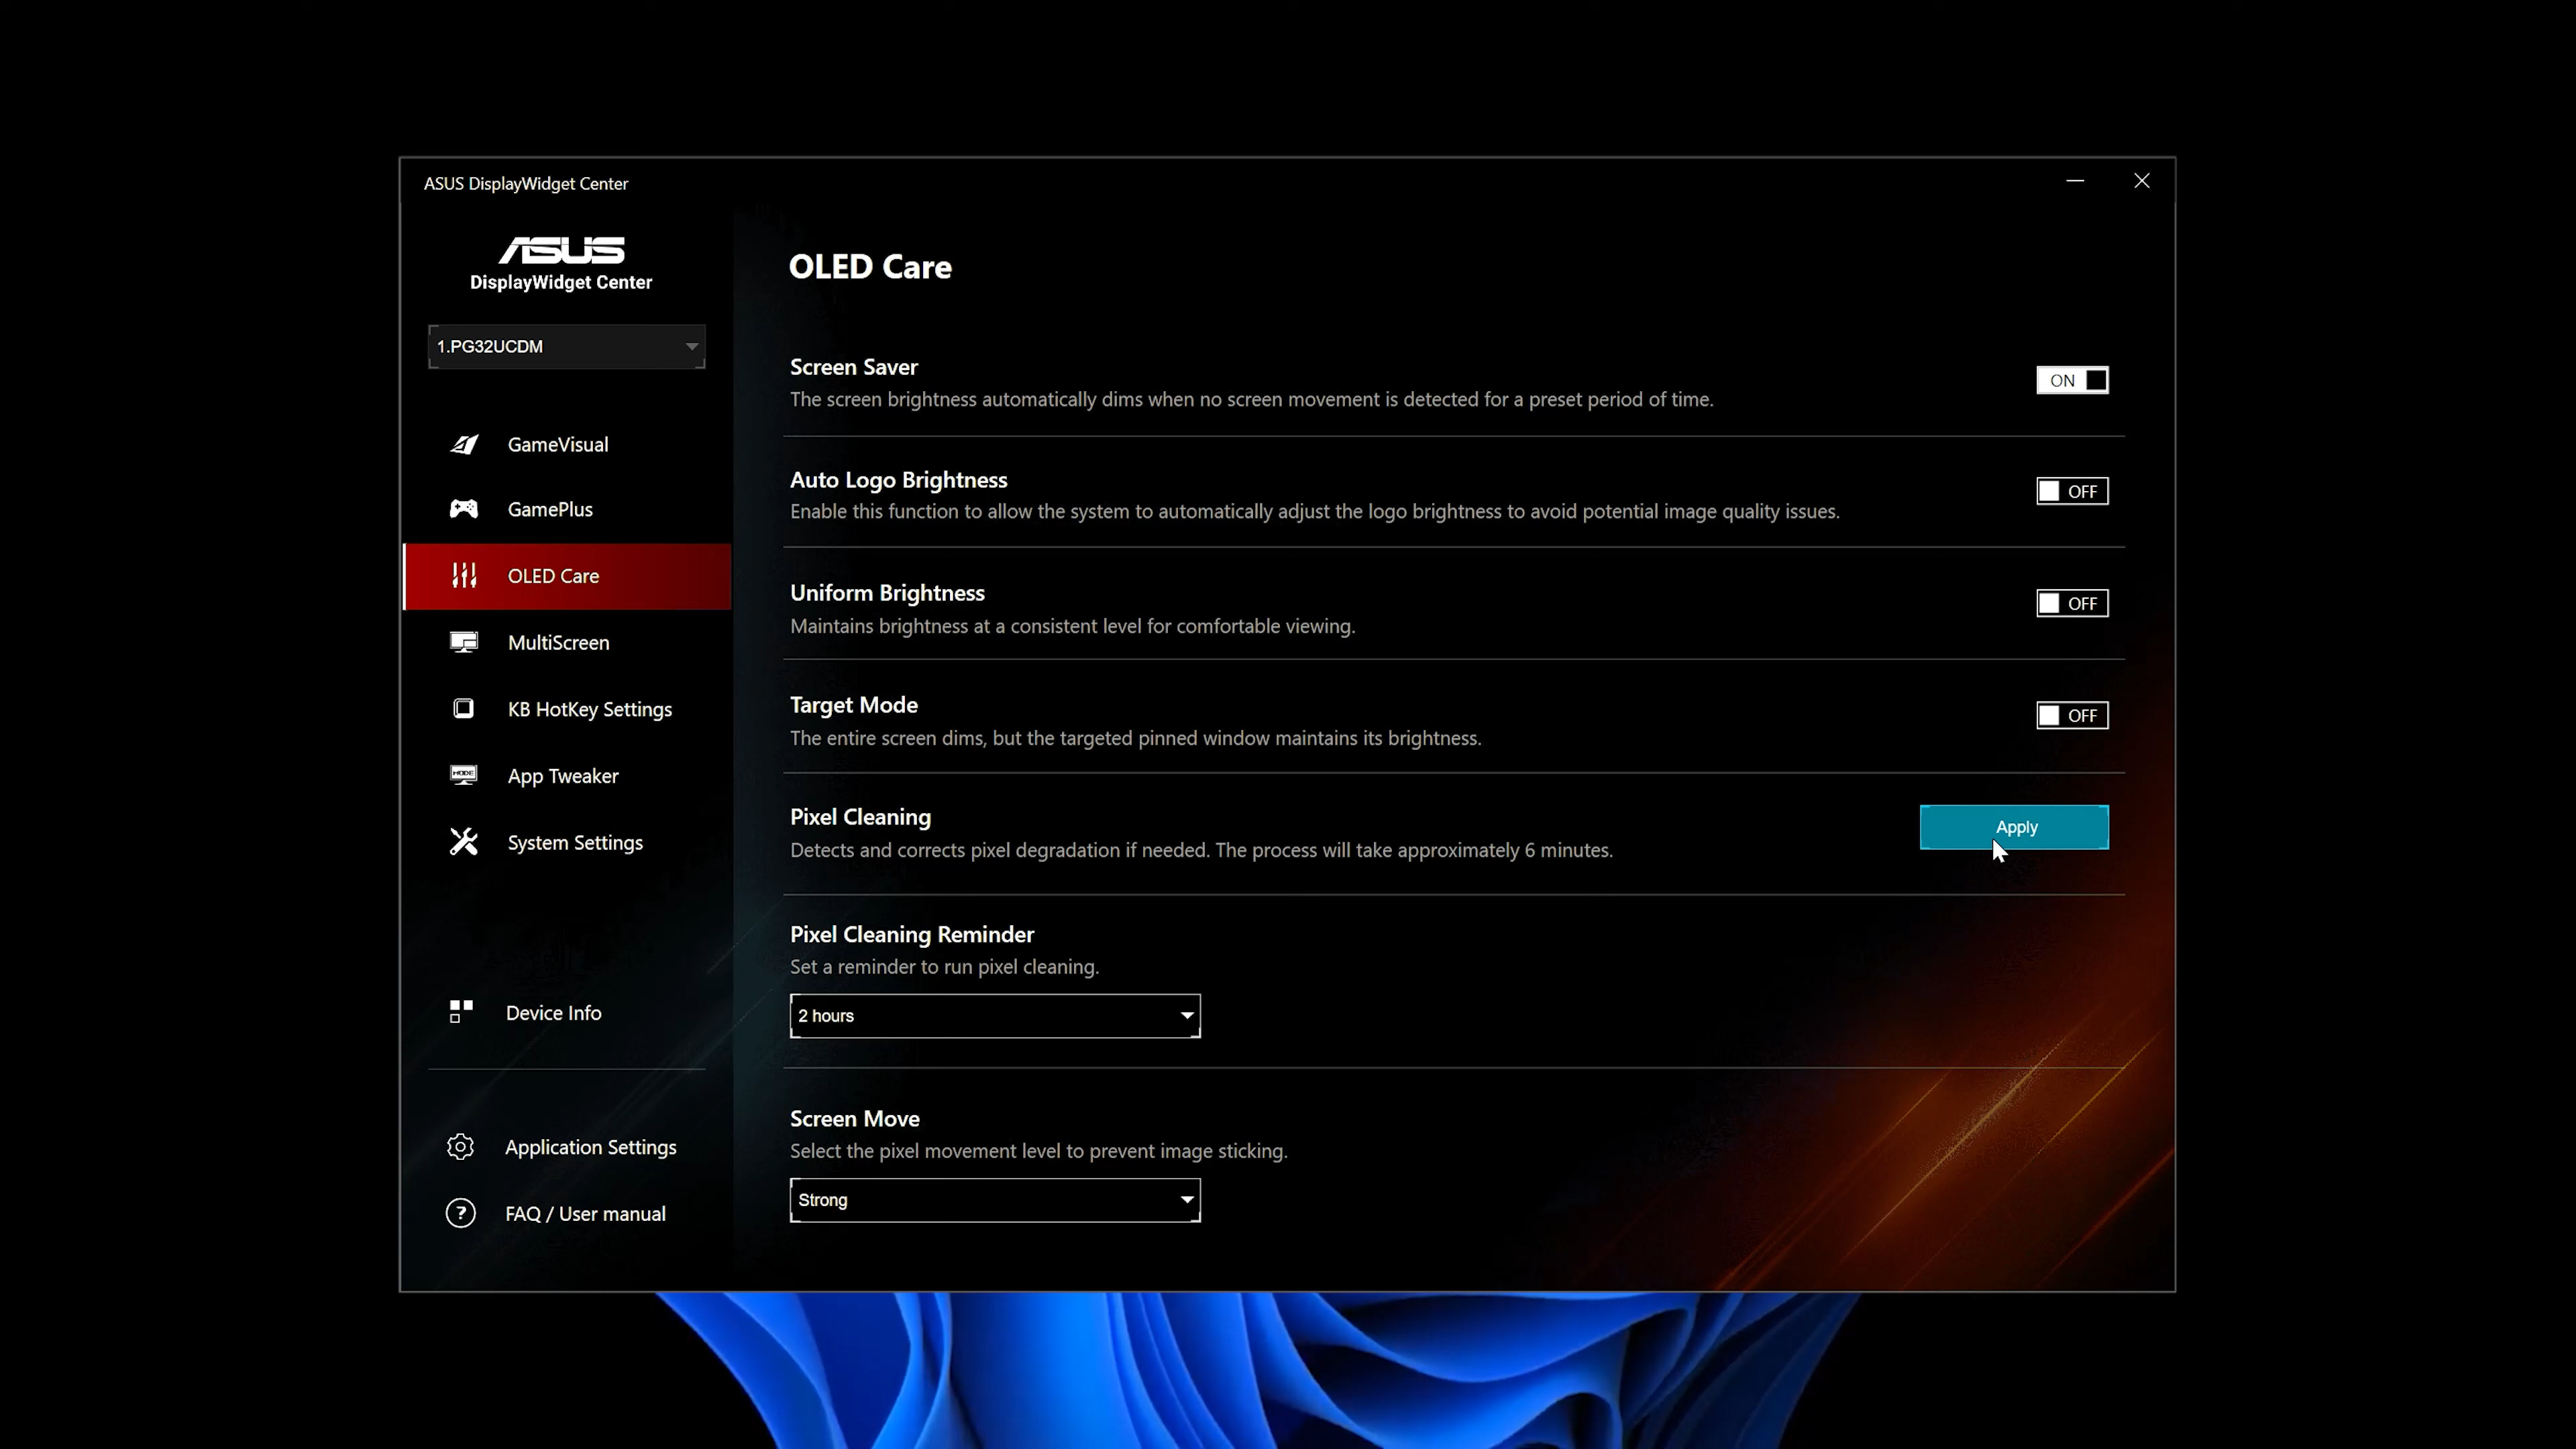 ASUS DisplayWidget Center
ASUS
DisplayWidget Center
1.PG32UCDM
GameVisual
GamePlus
OLED Care
MultiScreen
KB HotKey Settings
MODE
App Tweaker
System Settings
Device Info
Application Settings
? FAQ / User manual
OLED Care
Screen Saver
The screen brightness automatically dims when no screen movement is detected for a preset period of time.
ON
Auto Logo Brightness
Enable this function to allow the system to automatically adjust the logo brightness to avoid potential image quality issues.
OFF
Uniform Brightness
Maintains brightness at a consistent level for comfortable viewing.
OFF
Target Mode
The entire screen dims, but the targeted pinned window maintains its brightness.
OFF
Pixel Cleaning
Detects and corrects pixel degradation if needed. The process will take approximately 6 minutes.
Apply
Pixel Cleaning Reminder
Set a reminder to run pixel cleaning.
2 hours
Screen Move
Select the pixel movement level to prevent image sticking.
Strong